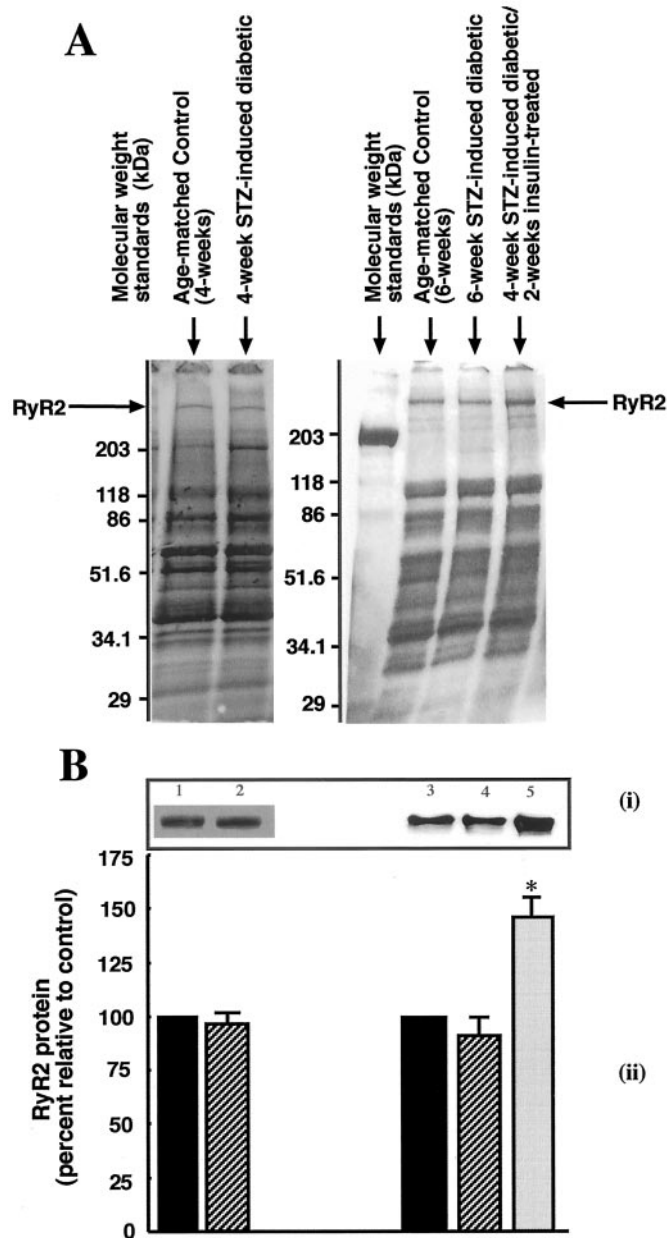 A
Molecular weight
standards (kDa)
Age-matched Control
(4-weeks)
4-week STZ-induced diabetic
Molecular weight
standards (kDa)
Age-matched Control
(6-weeks)
6-week STZ-induced diabetic
4-week STZ-induced diabetic/
2-weeks insulin-treated
RyR2
203
118
86
51.6
34.1
29
203
118
86
51.6
34.1
29
RyR2
B
1 2 3 4 5
(i)
RyR2 protein
(percent relative to control)
175
150
125
100
75
50
25
0
*
(ii)